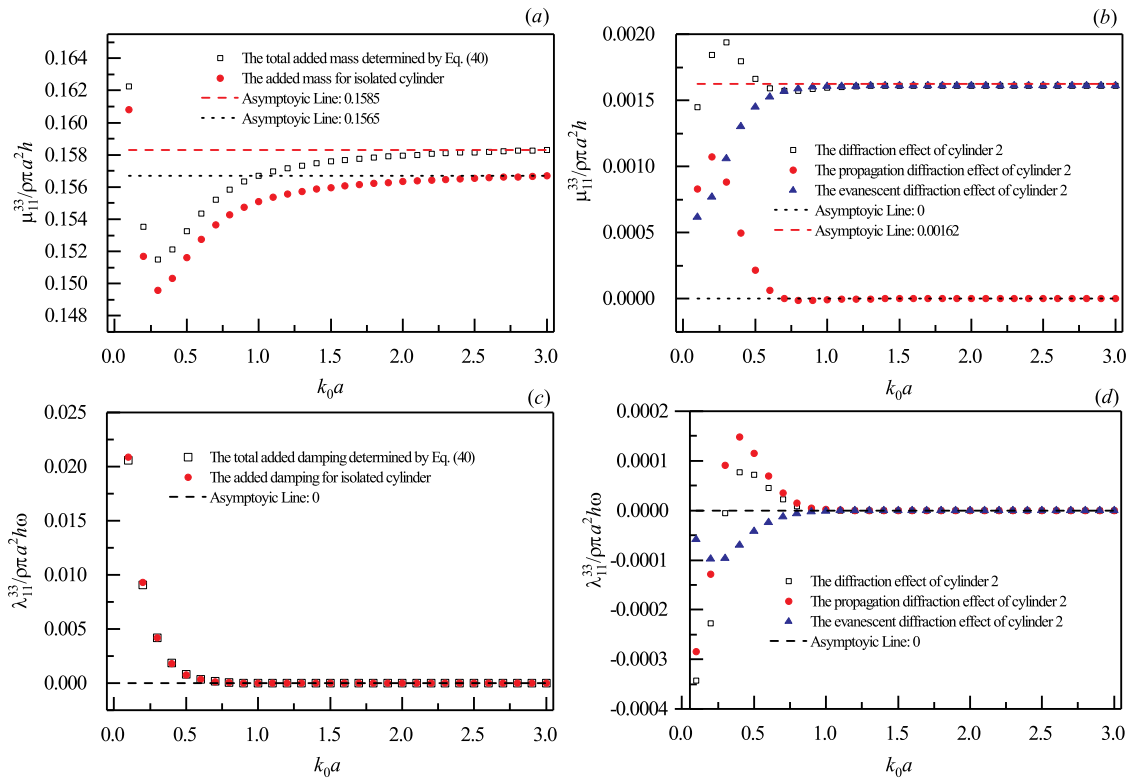 (a)
0.164
0.162
0.160
0.158
0.156
0.154
0.152
0.150
0.148
μ₁₁³³/ρπa²h
The total added mass determined by Eq. (40)
The added mass for isolated cylinder
Asymptoyic Line: 0.1585
Asymptoyic Line: 0.1565
0.0 0.5 1.0 1.5 2.0 2.5 3.0
k₀a
(b)
0.0020
0.0015
0.0010
0.0005
0.0000
μ₁₁³³/ρπa²h
The diffraction effect of cylinder 2
The propagation diffraction effect of cylinder 2
The evanescent diffraction effect of cylinder 2
Asymptoyic Line: 0
Asymptoyic Line: 0.00162
0.0 0.5 1.0 1.5 2.0 2.5 3.0
k₀a
(c)
0.025
0.020
0.015
0.010
0.005
0.000
λ₁₁³³/ρπa²hω
The total added damping determined by Eq. (40)
The added damping for isolated cylinder
Asymptoyic Line: 0
0.0 0.5 1.0 1.5 2.0 2.5 3.0
k₀a
(d)
0.0002
0.0001
0.0000
-0.0001
-0.0002
-0.0003
-0.0004
λ₁₁³³/ρπa²hω
The diffraction effect of cylinder 2
The propagation diffraction effect of cylinder 2
The evanescent diffraction effect of cylinder 2
Asymptoyic Line: 0
0.0 0.5 1.0 1.5 2.0 2.5 3.0
k₀a